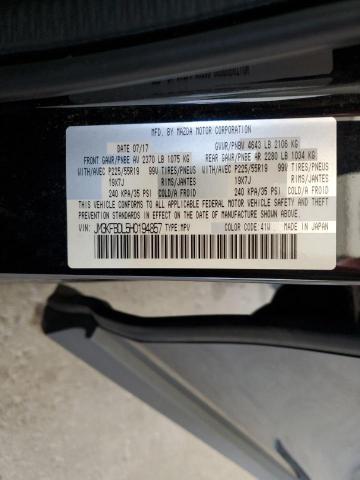 MFD. BY MAZDA MOTOR CORPORATION
DATE 07/17 GVWR/PNBV 4643 LB 2106 KG
FRONT GAWR/PNBE AV 2370 LB 1075 KG REAR GAWR/PNBE AR 2280 LB 1034 KG
WITH/AVEC P225/55R19 99V TIRES/PNEUS WITH/AVEC P225/55R19 99V TIRES/PNEUS
19X7J RIMS/JANTES 19X7J RIMS/JANTES
240 KPA/35 PSI COLD/A FROID 240 KPA/35 PSI COLD/A FROID
THIS VEHICLE CONFORMS TO ALL APPLICABLE FEDERAL MOTOR VEHICLE SAFETY, BUMPER, AND THEFT PREVENTION STANDARDS IN EFFECT ON THE DATE OF MANUFACTURE SHOWN ABOVE.
VIN: JM3KFBDL5H0194857 TYPE: MPV COLOR CODE: 41W MADE IN JAPAN